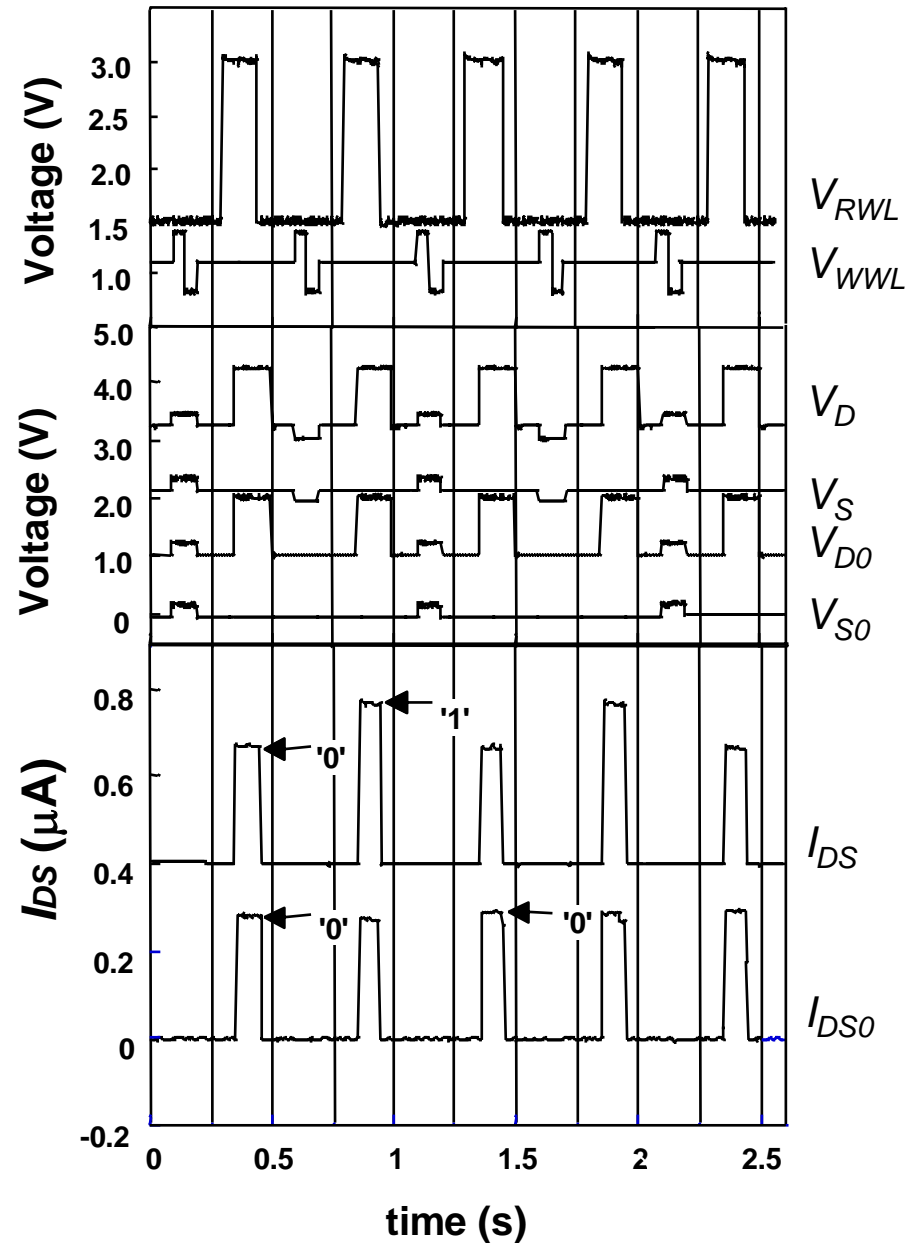 Voltage (V)
3.0
2.5
2.0
1.5
1.0
V_RWL
V_WWL
Voltage (V)
5.0
4.0
3.0
2.0
1.0
0
V_D
V_S
V_D0
V_S0
I_DS (μA)
0.8
0.6
0.4
0.2
0
-0.2
'1'
'0'
'0'
'0'
I_DS
I_DS0
0 0.5 1 1.5 2 2.5
time (s)